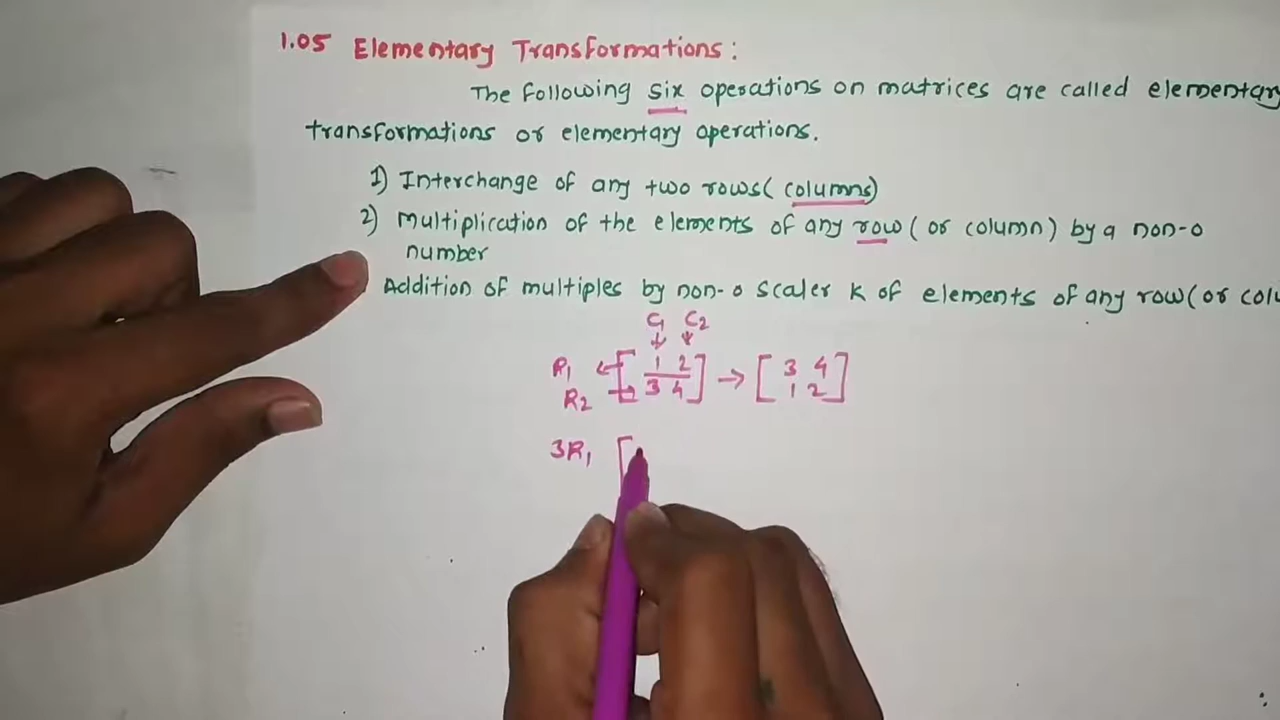 1.05 Elementary Transformations:
The following six operations on matrices are called elementary
transformations or elementary operations.
1) Interchange of any two rows( columns)
2) Multiplication of the elements of any row( or column) by a non-0
number
Addition of multiples by non-0 scaler K of elements of any row(or colu
C1 C2
R1 [ 1 2
R2 3 4 ] → [ 3 4
1 2 ]
3R1 [